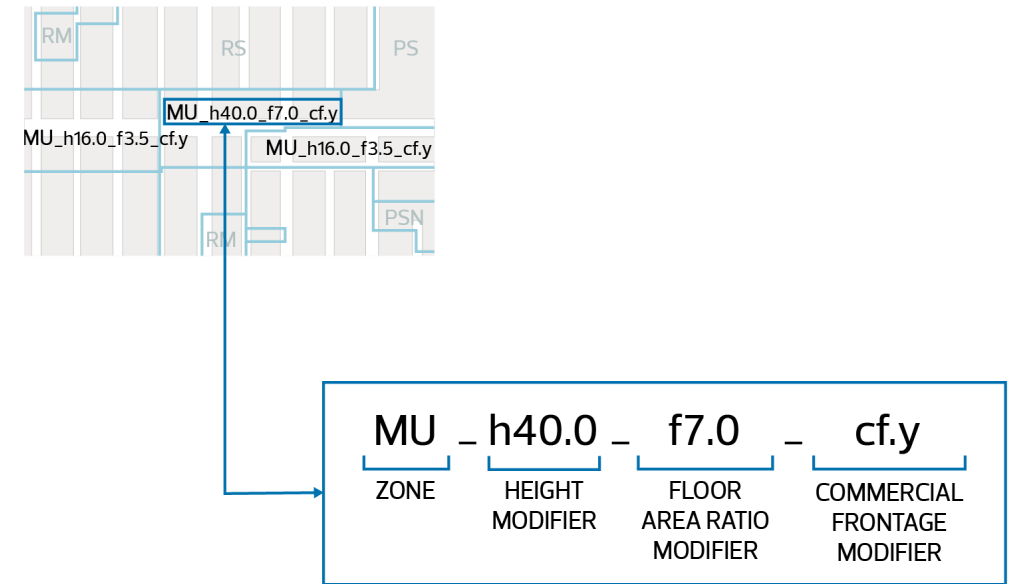 RM
RS
PS
MU_h40.0_f7.0_cf.y
MU_h16.0_f3.5_cf.y
MU_h16.0_f3.5_cf.y
PSN
RM
MU _ h40.0 _ f7.0 _ cf.y
ZONE
HEIGHT
MODIFIER
FLOOR
AREA RATIO
MODIFIER
COMMERCIAL
FRONTAGE
MODIFIER